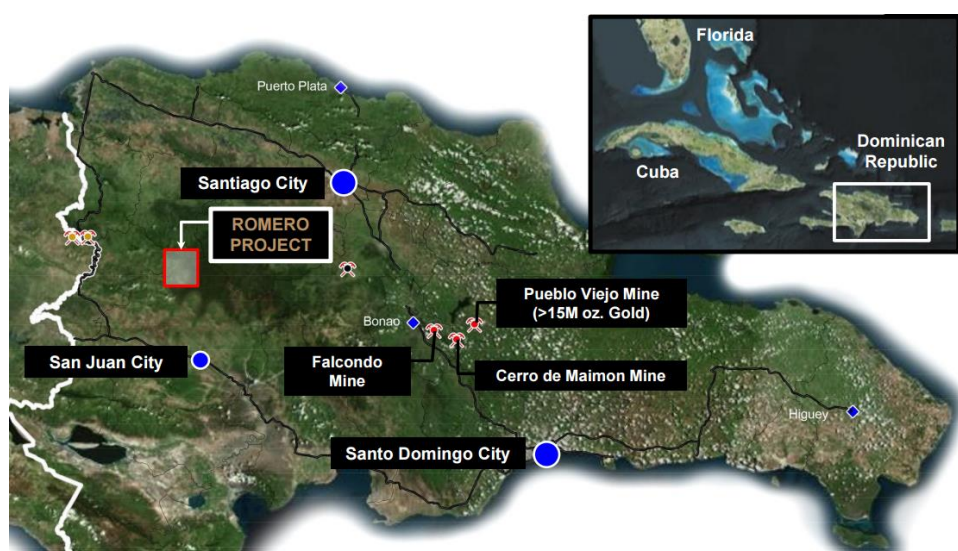 Florida
Cuba
Dominican
Republic
Puerto Plata
Santiago City
ROMERO
PROJECT
Pueblo Viejo Mine
(>15M oz. Gold)
Bonao
San Juan City
Falcondo
Mine
Cerro de Maimon Mine
Higuey
Santo Domingo City